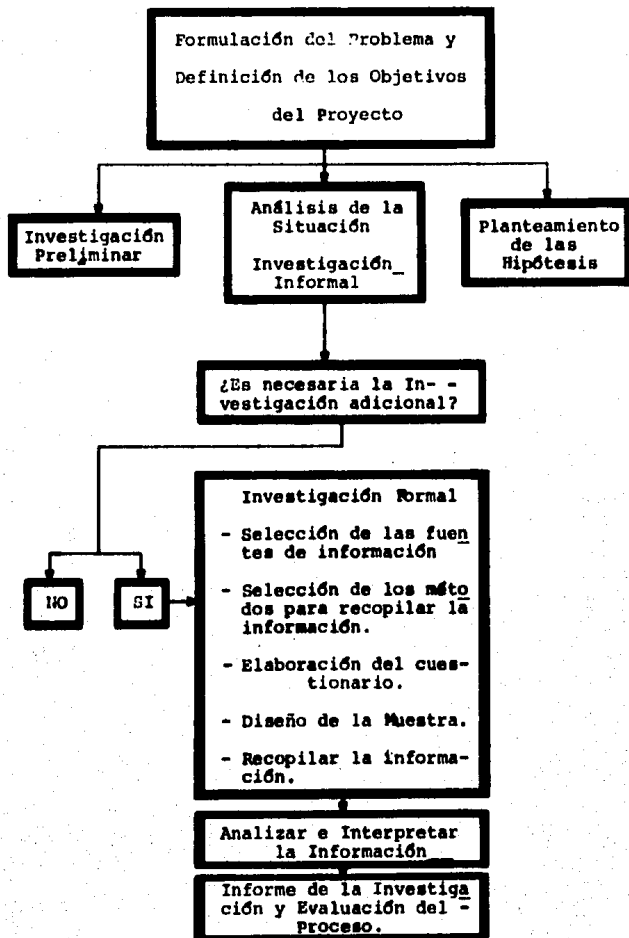 Formulación del Problema y
Definición de los Objetivos
del Proyecto
Investigación
Preliminar
Análisis de la
Situación
Investigación
Informal
Planteamiento
de las
Hipótesis
¿Es necesaria la In- -
vestigación adicional?
NO
SI
Investigación Formal
- Selección de las fuen
tes de información
- Selección de los méto
dos para recopilar la
información.
- Elaboración del cues-
tionario.
- Diseño de la Muestra.
- Recopilar la informa-
ción.
Analizar e Interpretar
la Información
Informe de la Investiga
ción y Evaluación del -
Proceso.